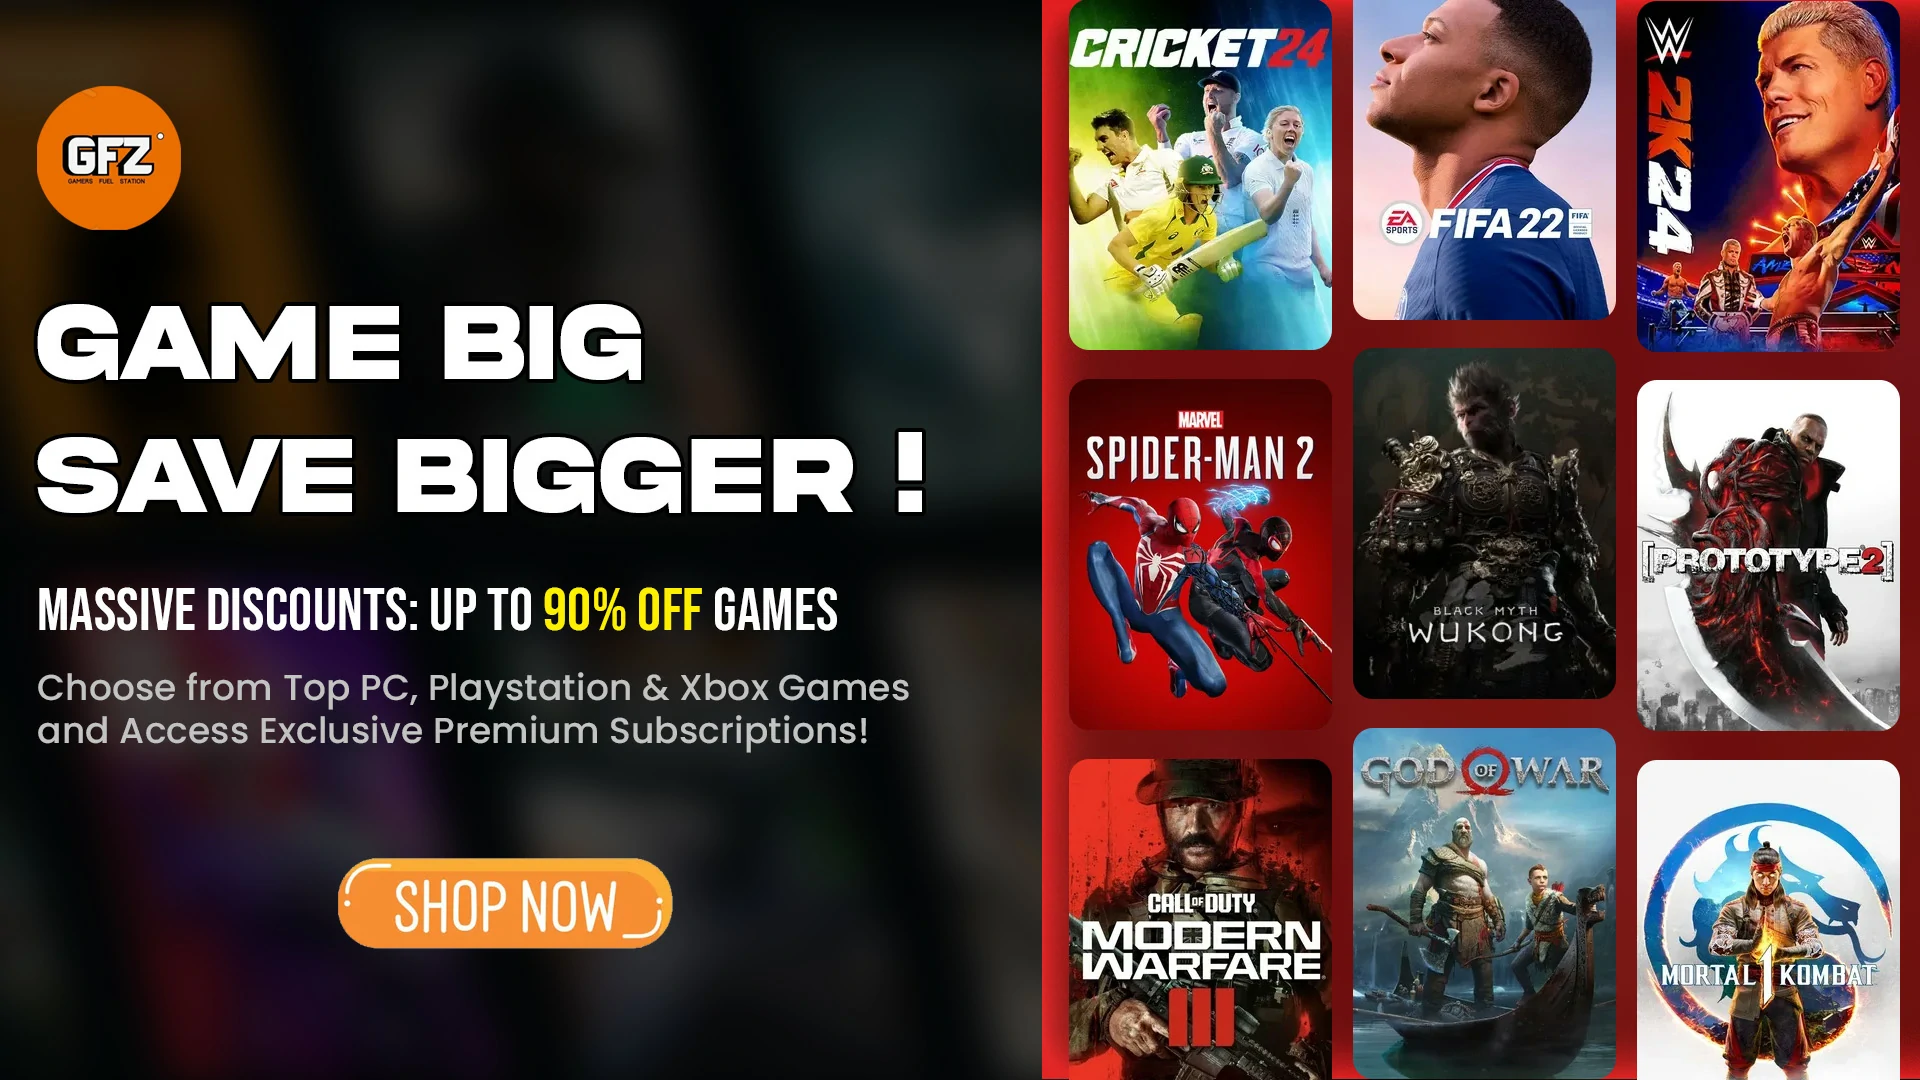 GFZ
GAMERS FUEL STATION
GAME BIG
SAVE BIGGER !
MASSIVE DISCOUNTS: UP TO 90% OFF GAMES
Choose from Top PC, Playstation & Xbox Games
and Access Exclusive Premium Subscriptions!
SHOP NOW
CRICKET 24
EA
SPORTS
FIFA 22
FIFA
W
2K24
MARVEL
SPIDER-MAN 2
BLACK MYTH
WUKONG
[PROTOTYPE2]
CALL OF DUTY
MODERN
WARFARE
III
GOD OF WAR
MORTAL KOMBAT 1